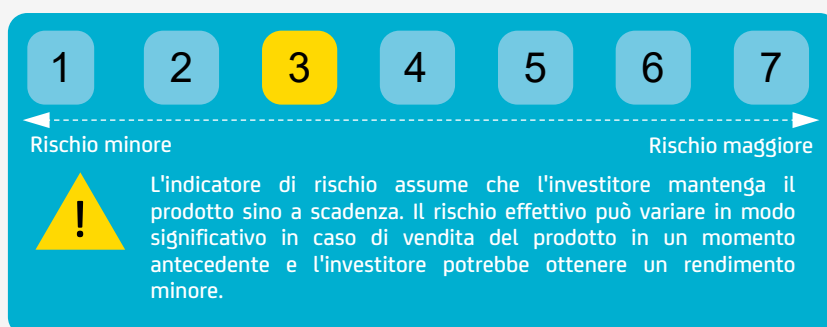 1 2 3 4 5 6 7
Rischio minore Rischio maggiore
!
L'indicatore di rischio assume che l'investitore mantenga il
prodotto sino a scadenza. Il rischio effettivo può variare in modo
significativo in caso di vendita del prodotto in un momento
antecedente e l'investitore potrebbe ottenere un rendimento
minore.